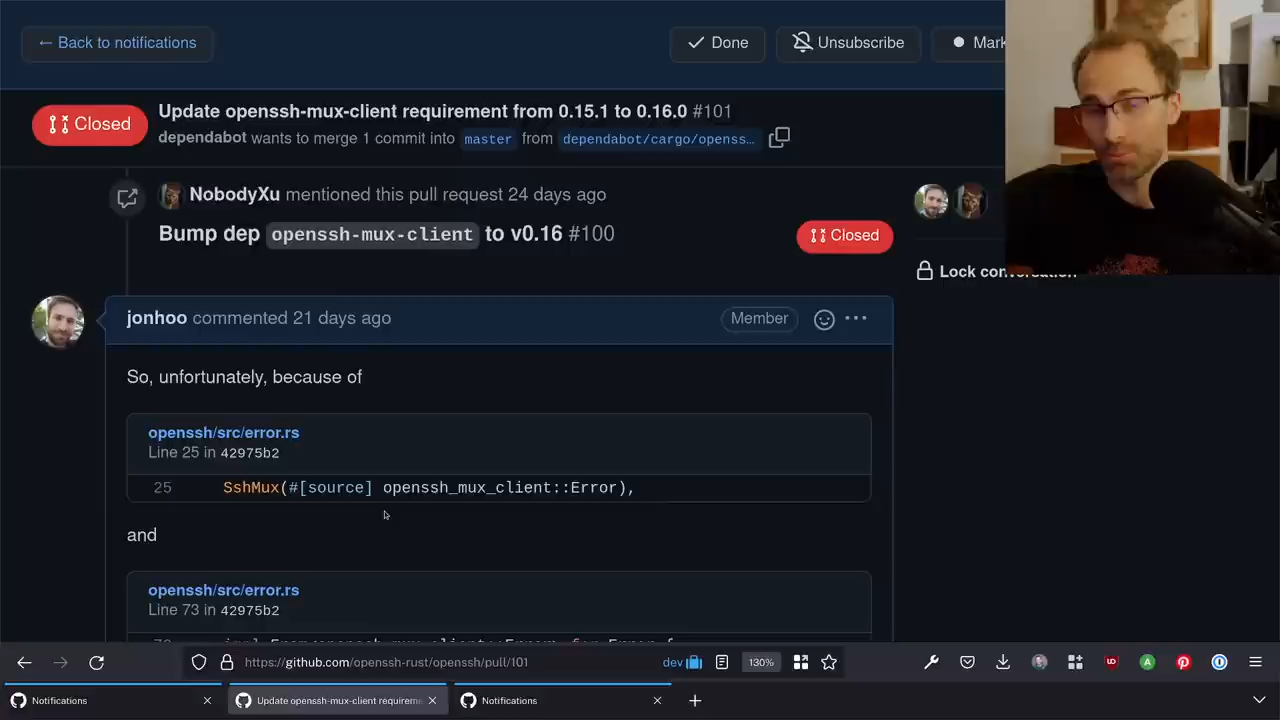 ← Back to notifications
Done
Unsubscribe
Mark
Closed
Update openssh-mux-client requirement from 0.15.1 to 0.16.0 #101
dependabot wants to merge 1 commit into master from dependabot/cargo/openss…
NobodyXu mentioned this pull request 24 days ago
Bump dep openssh-mux-client to v0.16 #100
Closed
Lock conversation
jonhoo commented 21 days ago
Member
So, unfortunately, because of
openssh/src/error.rs
Line 25 in 42975b2
25 SshMux(#[source] openssh_mux_client::Error),
and
openssh/src/error.rs
Line 73 in 42975b2
https://github.com/openssh-rust/openssh/pull/101
dev
130%
Notifications
Update openssh-mux-client requirem
Notifications